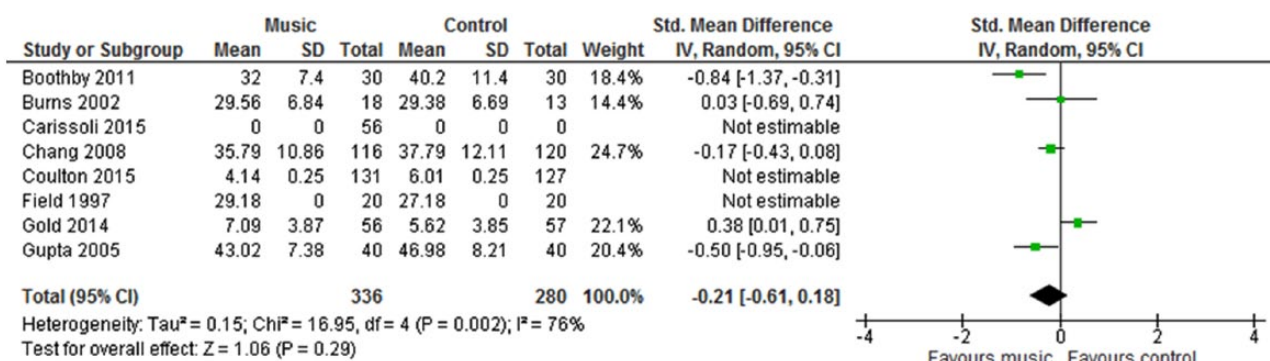 Music Control Std. Mean Difference Std. Mean Difference
Study or Subgroup Mean SD Total Mean SD Total Weight IV, Random, 95% CI IV, Random, 95% CI
Boothby 2011 32 7.4 30 40.2 11.4 30 18.4% -0.84 [-1.37, -0.31]
Burns 2002 29.56 6.84 18 29.38 6.69 13 14.4% 0.03 [-0.69, 0.74]
Carissoli 2015 0 0 56 0 0 0 Not estimable
Chang 2008 35.79 10.86 116 37.79 12.11 120 24.7% -0.17 [-0.43, 0.08]
Coulton 2015 4.14 0.25 131 6.01 0.25 127 Not estimable
Field 1997 29.18 0 20 27.18 0 20 Not estimable
Gold 2014 7.09 3.87 56 5.62 3.85 57 22.1% 0.38 [0.01, 0.75]
Gupta 2005 43.02 7.38 40 46.98 8.21 40 20.4% -0.50 [-0.95, -0.06]
Total (95% CI) 336 280 100.0% -0.21 [-0.61, 0.18]
Heterogeneity: Tau² = 0.15; Chi² = 16.95, df = 4 (P = 0.002); I² = 76%
Test for overall effect: Z = 1.06 (P = 0.29)
-4 -2 0 2 4
Favours music Favours control